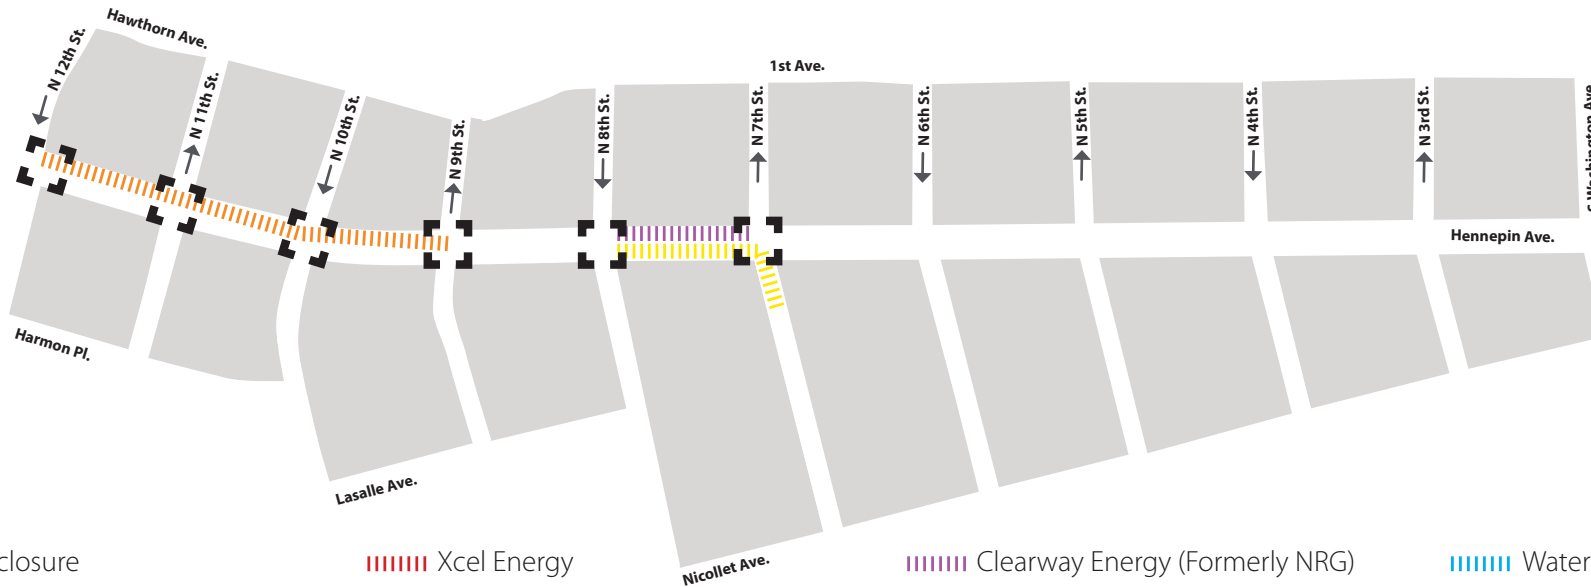 Hawthorn Ave.
N 12th St.
N 11th St.
N 10th St.
N 9th St.
N 8th St.
1st Ave.
N 7th St.
N 6th St.
N 5th St.
N 4th St.
N 3rd St.
S Washington Ave
Hennepin Ave.
Harmon Pl.
Lasalle Ave.
Nicollet Ave.
closure
Xcel Energy
Clearway Energy (Formerly NRG)
Water